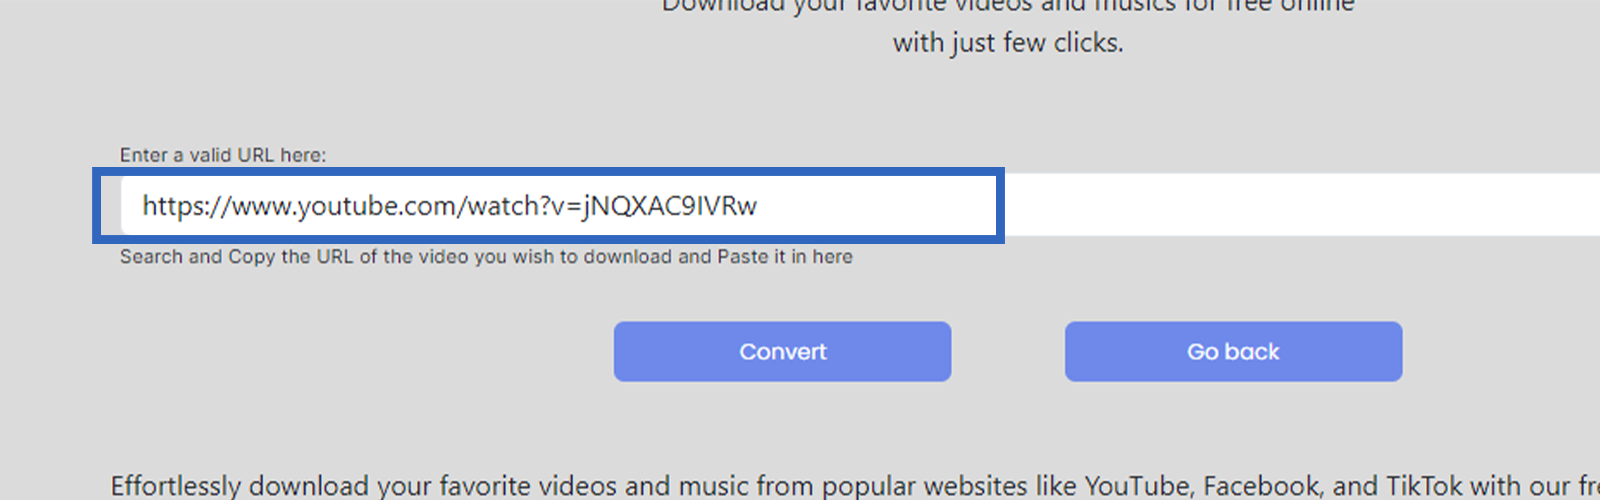 Download your favorite videos and musics for free online
with just few clicks.
Enter a valid URL here:
https://www.youtube.com/watch?v=jNQXAC9IVRw
Search and Copy the URL of the video you wish to download and Paste it in here
Convert
Go back
Effortlessly download your favorite videos and music from popular websites like YouTube, Facebook, and TikTok with our